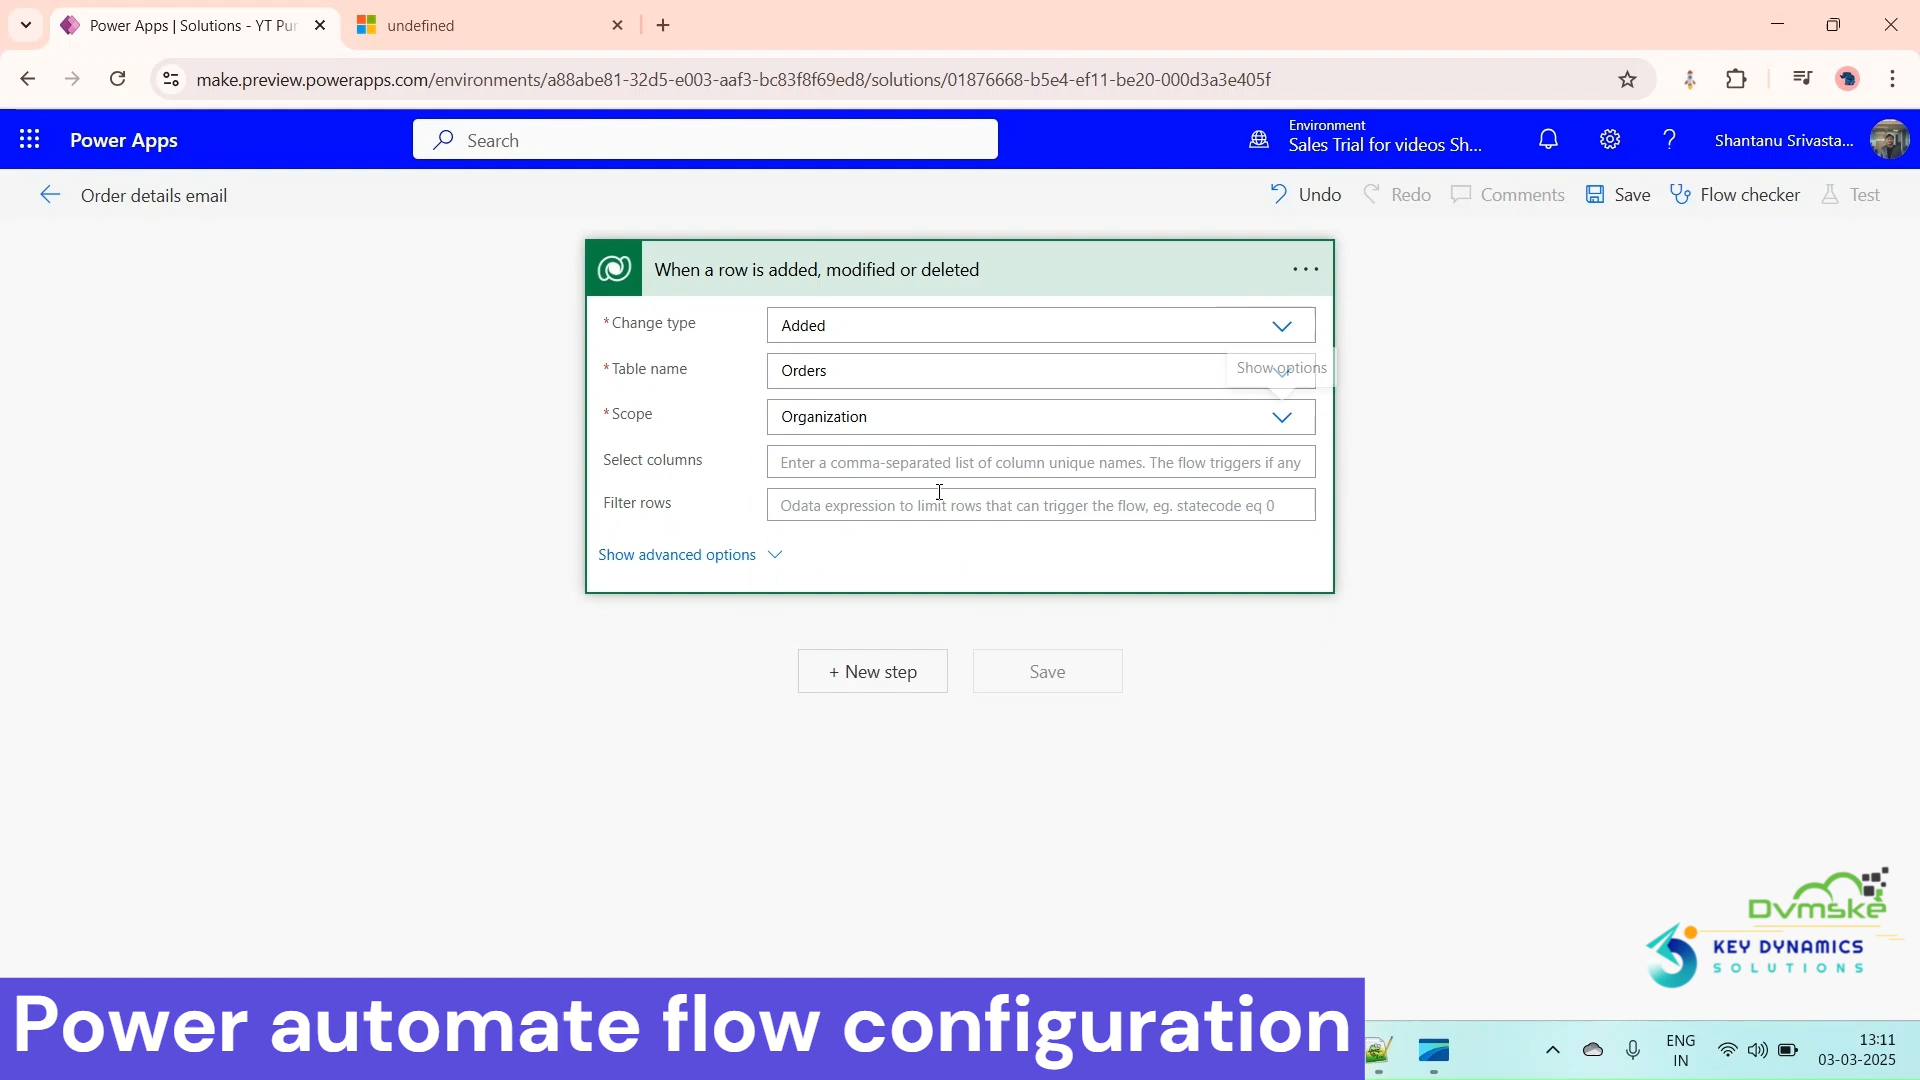 Power Apps | Solutions - YT Pur
undefined
make.preview.powerapps.com/environments/a88abe81-32d5-e003-aaf3-bc83f8f69ed8/solutions/01876668-b5e4-ef11-be20-000d3a3e405f
Power Apps
Search
Environment
Sales Trial for videos Sh...
Shantanu Srivasta...
Order details email
Undo
Redo
Comments
Save
Flow checker
Test
When a row is added, modified or deleted
* Change type
Added
* Table name
Orders
Show options
* Scope
Organization
Select columns
Enter a comma-separated list of column unique names. The flow triggers if any
Filter rows
Odata expression to limit rows that can trigger the flow, eg. statecode eq 0
Show advanced options
+ New step
Save
Dvmske
KEY DYNAMICS
SOLUTIONS
Power automate flow configuration
ENG
IN
13:11
03-03-2025